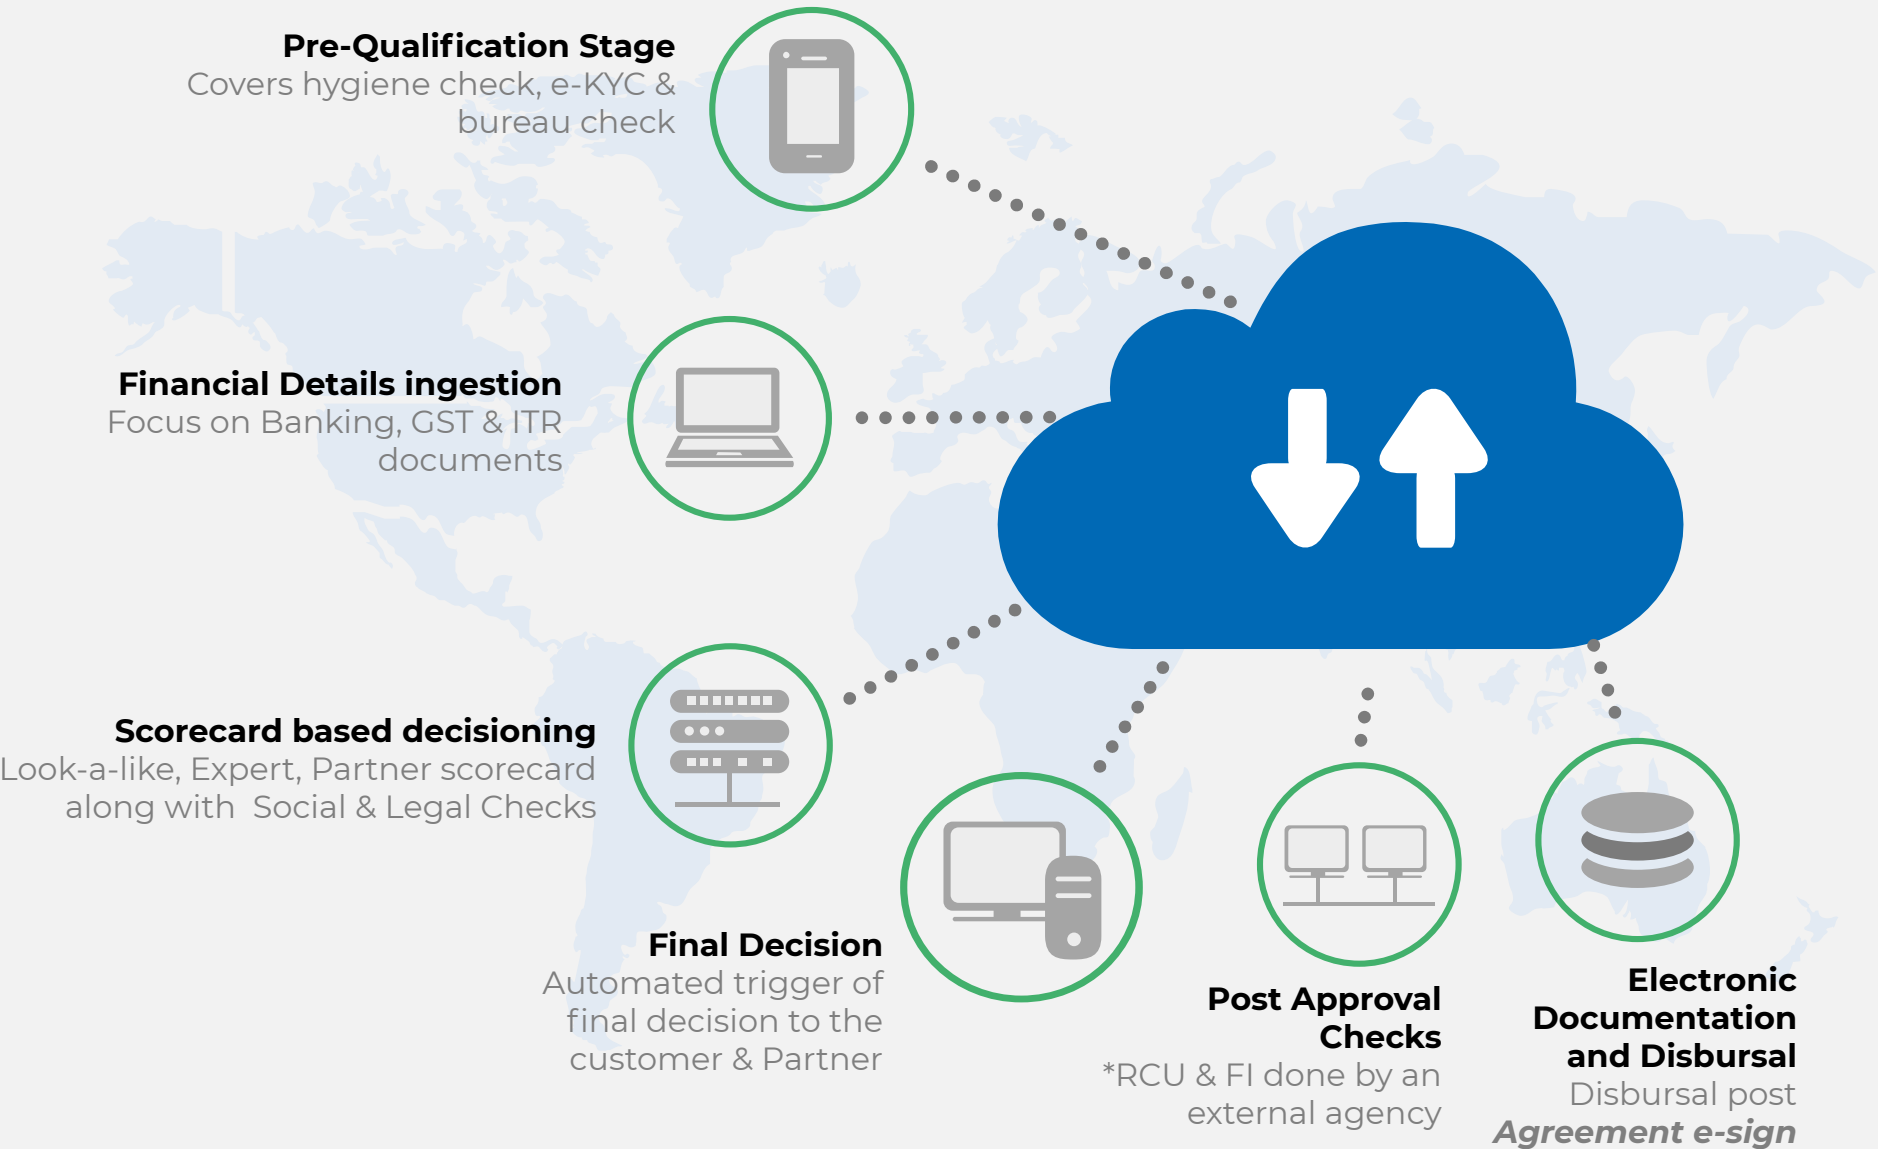 Pre-Qualification Stage
Covers hygiene check, e-KYC &
bureau check
Financial Details ingestion
Focus on Banking, GST & ITR
documents
Scorecard based decisioning
Look-a-like, Expert, Partner scorecard
along with  Social & Legal Checks
Final Decision
Automated trigger of
final decision to the
customer & Partner
Post Approval
Checks
*RCU & FI done by an
external agency
Electronic
Documentation
and Disbursal
Disbursal post
Agreement e-sign